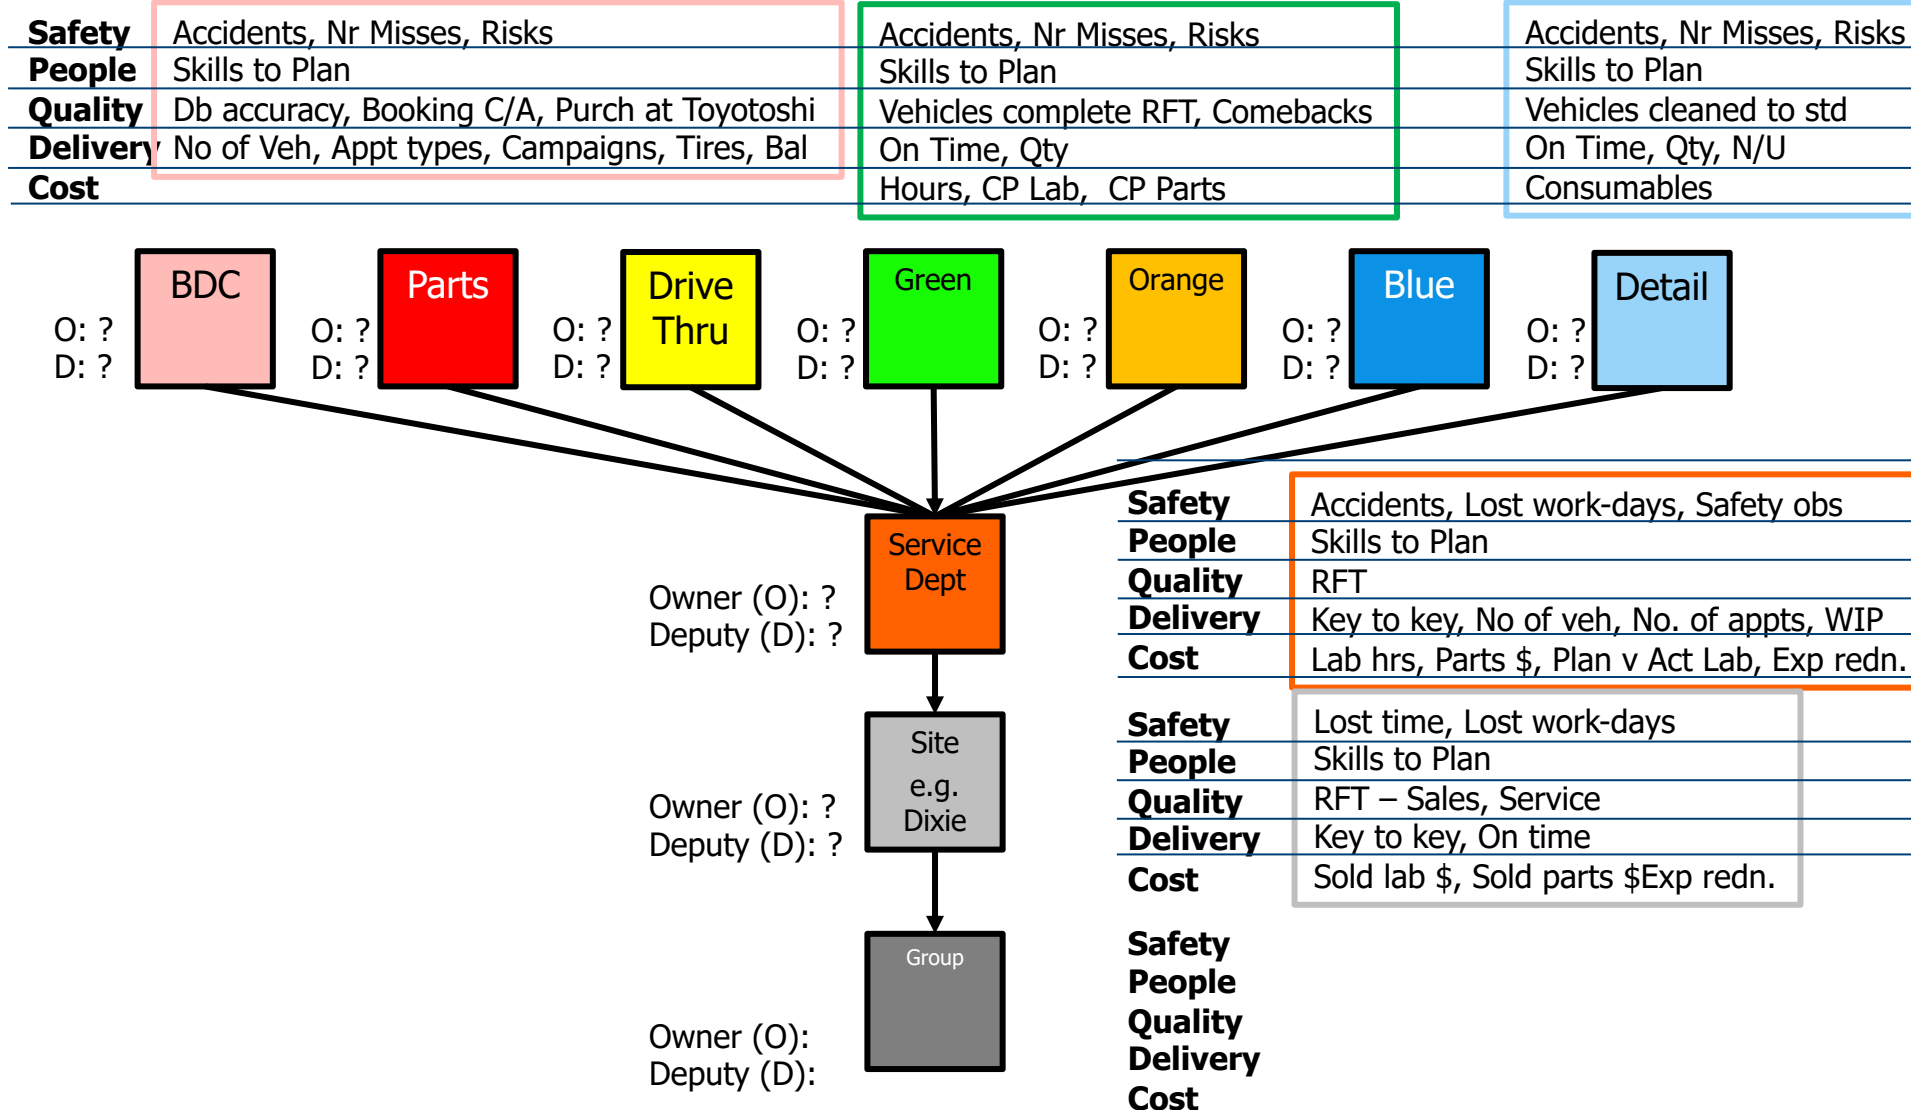 Safety Accidents, Nr Misses, Risks Accidents, Nr Misses, Risks Accidents, Nr Misses, Risks
People Skills to Plan Skills to Plan Skills to Plan
Quality Db accuracy, Booking C/A, Purch at Toyotoshi Vehicles complete RFT, Comebacks Vehicles cleaned to std
Delivery No of Veh, Appt types, Campaigns, Tires, Bal On Time, Qty On Time, Qty, N/U
Cost Hours, CP Lab, CP Parts Consumables
BDC
O: ?
D: ?
Parts
O: ?
D: ?
Drive
Thru
O: ?
D: ?
Green
O: ?
D: ?
Orange
O: ?
D: ?
Blue
O: ?
D: ?
Detail
O: ?
D: ?
Service
Dept
Owner (O): ?
Deputy (D): ?
Safety Accidents, Lost work-days, Safety obs
People Skills to Plan
Quality RFT
Delivery Key to key, No of veh, No. of appts, WIP
Cost Lab hrs, Parts $, Plan v Act Lab, Exp redn.
Site
e.g.
Dixie
Owner (O): ?
Deputy (D): ?
Safety Lost time, Lost work-days
People Skills to Plan
Quality RFT – Sales, Service
Delivery Key to key, On time
Cost Sold lab $, Sold parts $Exp redn.
Group
Owner (O):
Deputy (D):
Safety
People
Quality
Delivery
Cost